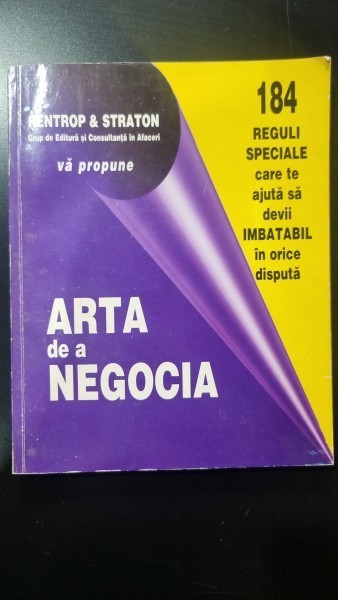 RENTROP & STRATON
Grup de Editură și Consultanță în Afaceri
vă propune
184
REGULI
SPECIALE
care te
ajută să
devii
IMBATABIL
în orice
dispută
ARTA
de a
NEGOCIA